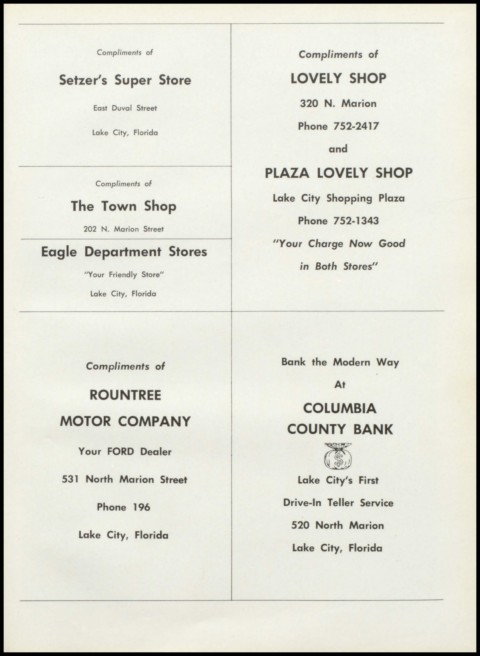 Compliments of
Setzer's Super Store
East Duval Street
Lake City, Florida
Compliments of
The Town Shop
202 N. Marion Street
Eagle Department Stores
"Your Friendly Store"
Lake City, Florida
Compliments of
LOVELY SHOP
320 N. Marion
Phone 752-2417
and
PLAZA LOVELY SHOP
Lake City Shopping Plaza
Phone 752-1343
"Your Charge Now Good
in Both Stores"
Compliments of
ROUNTREE
MOTOR COMPANY
Your FORD Dealer
531 North Marion Street
Phone 196
Lake City, Florida
Bank the Modern Way
At
COLUMBIA
COUNTY BANK
$
Lake City's First
Drive-In Teller Service
520 North Marion
Lake City, Florida